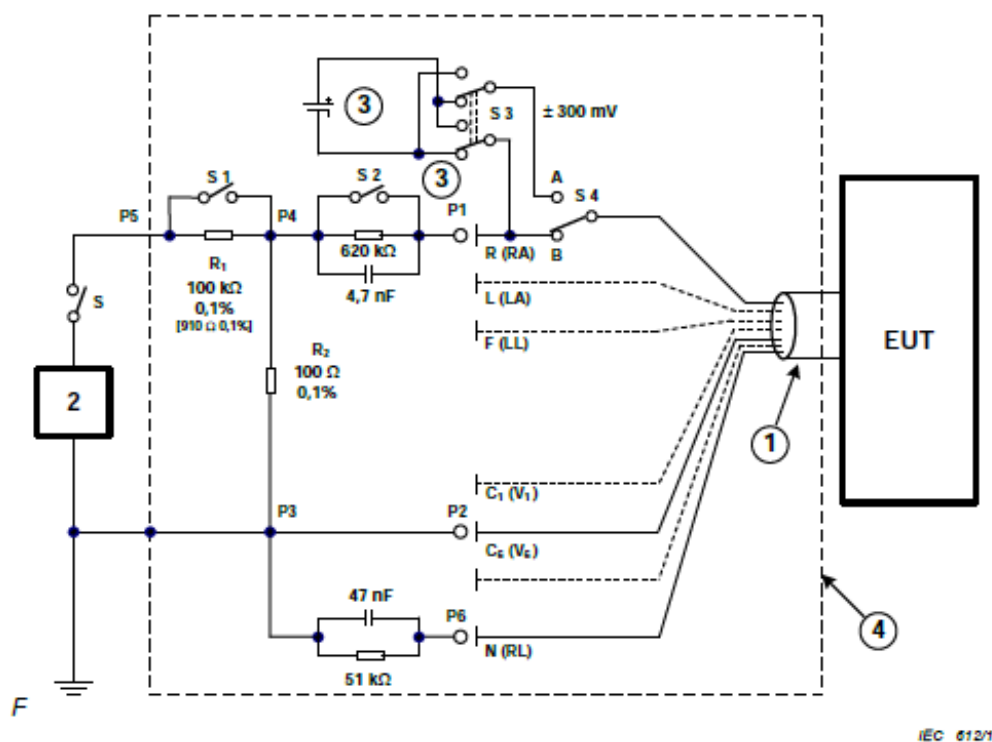 3
S 3
± 300 mV
S 1
S 2
3
A
S 4
P5
P4
P1
B
620 kΩ
R (RA)
R1
100 kΩ
0,1%
[910 Ω 0,1%]
4,7 nF
L (LA)
S
F (LL)
EUT
R2
100 Ω
0,1%
2
1
C1 (V1)
P3
P2
C6 (V6)
47 nF
P6
4
N (RL)
51 kΩ
F
IEC 612/1